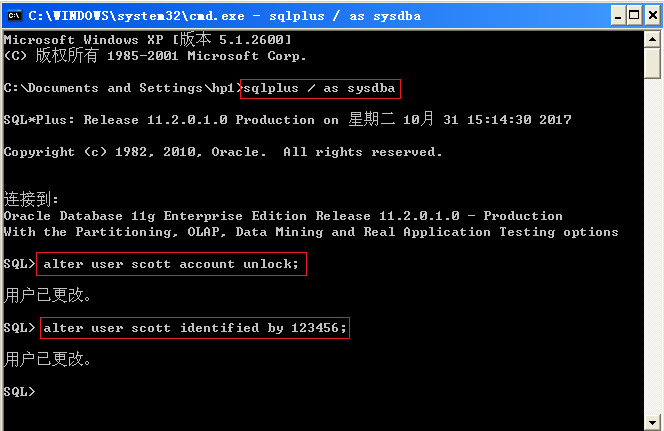 C:\WINDOWS\system32\cmd.exe - sqlplus / as sysdba
Microsoft Windows XP [版本 5.1.2600]
(C) 版权所有 1985-2001 Microsoft Corp.
C:\Documents and Settings\hp1>sqlplus / as sysdba
SQL*Plus: Release 11.2.0.1.0 Production on 星期二 10月 31 15:14:30 2017
Copyright (c) 1982, 2010, Oracle.  All rights reserved.
连接到:
Oracle Database 11g Enterprise Edition Release 11.2.0.1.0 - Production
With the Partitioning, OLAP, Data Mining and Real Application Testing options
SQL> alter user scott account unlock;
用户已更改。
SQL> alter user scott identified by 123456;
用户已更改。
SQL>